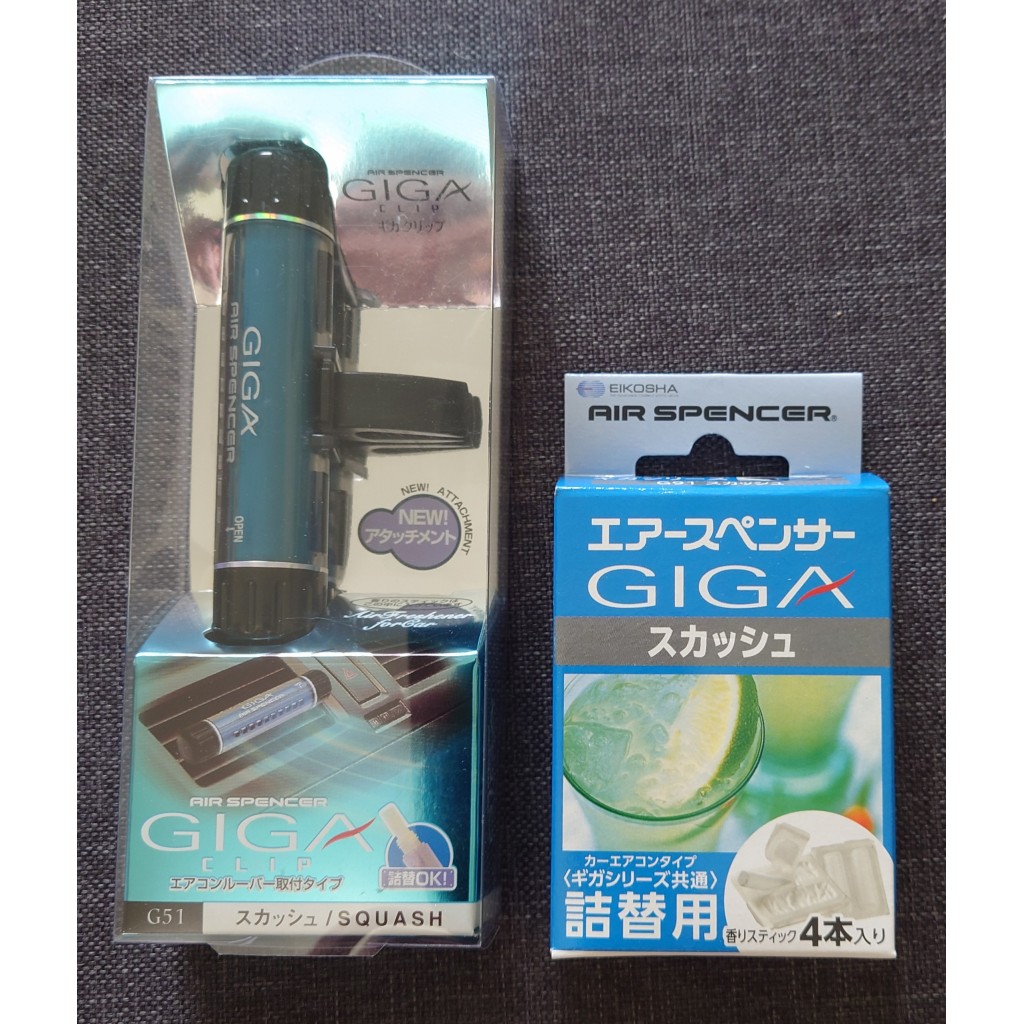 AIR SPENCER
GIGA
CLIP
ギガクリップ
GIGA
AIR SPENCER
OPEN
NEW! ATTACHMENT
NEW!
アタッチメント
Air Freshener
for Car
GIGA
AIR SPENCER
GIGA
CLIP
エアコンルーバー取付タイプ
詰替OK!
G51
スカッシュ/SQUASH
EIKOSHA
AIR SPENCER®
エアースペンサー
GIGA
スカッシュ
カーエアコンタイプ
〈ギガシリーズ共通〉
詰替用
香りスティック4本入り